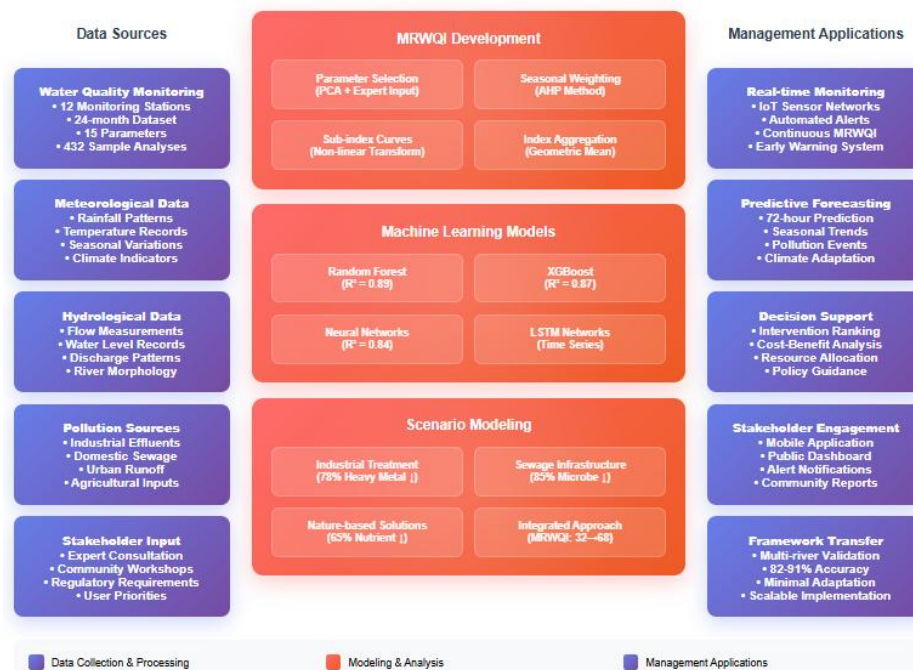 Data Sources
Water Quality Monitoring
• 12 Monitoring Stations
• 24-month Dataset
• 15 Parameters
• 432 Sample Analyses
Meteorological Data
• Rainfall Patterns
• Temperature Records
• Seasonal Variations
• Climate Indicators
Hydrological Data
• Flow Measurements
• Water Level Records
• Discharge Patterns
• River Morphology
Pollution Sources
• Industrial Effluents
• Domestic Sewage
• Urban Runoff
• Agricultural Inputs
Stakeholder Input
• Expert Consultation
• Community Workshops
• Regulatory Requirements
• User Priorities
MRWQI Development
Parameter Selection
(PCA + Expert Input)
Seasonal Weighting
(AHP Method)
Sub-index Curves
(Non-linear Transform)
Index Aggregation
(Geometric Mean)
Machine Learning Models
Random Forest
(R² = 0.89)
XGBoost
(R² = 0.87)
Neural Networks
(R² = 0.84)
LSTM Networks
(Time Series)
Scenario Modeling
Industrial Treatment
(78% Heavy Metal ↓)
Sewage Infrastructure
(85% Microbe ↓)
Nature-based Solutions
(65% Nutrient ↓)
Integrated Approach
(MRWQI: 32→68)
Management Applications
Real-time Monitoring
• IoT Sensor Networks
• Automated Alerts
• Continuous MRWQI
• Early Warning System
Predictive Forecasting
• 72-hour Prediction
• Seasonal Trends
• Pollution Events
• Climate Adaptation
Decision Support
• Intervention Ranking
• Cost-Benefit Analysis
• Resource Allocation
• Policy Guidance
Stakeholder Engagement
• Mobile Application
• Public Dashboard
• Alert Notifications
• Community Reports
Framework Transfer
• Multi-river Validation
• 82-91% Accuracy
• Minimal Adaptation
• Scalable Implementation
Data Collection & Processing
Modeling & Analysis
Management Applications